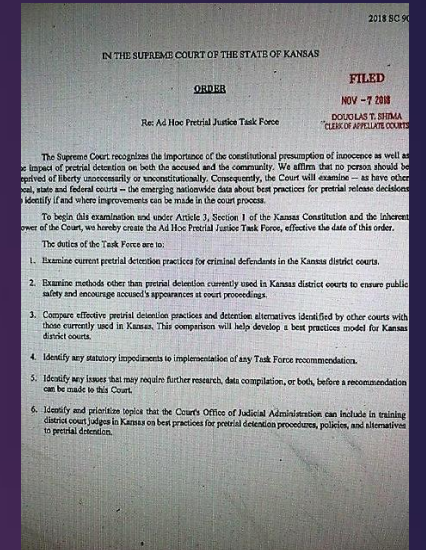 2018 SC 90
IN THE SUPREME COURT OF THE STATE OF KANSAS
FILED
ORDER
NOV -7 2018
DOUGLAS T. SHIMA
CLERK OF APPELLATE COURTS
Re: Ad Hoc Pretrial Justice Task Force
The Supreme Court recognizes the importance of the constitutional presumption of innocence as well as
impact of pretrial detention on both the accused and the community. We affirm that no person should be
prived of liberty unnecessarily or unconstitutionally. Consequently, the Court will examine – as have other
cal, state and federal courts – the emerging nationwide data about best practices for pretrial release decisions
identify if and where improvements can be made in the court process.
To begin this examination and under Article 3, Section 1 of the Kansas Constitution and the inherent
ower of the Court, we hereby create the Ad Hoc Pretrial Justice Task Force, effective the date of this order.
The duties of the Task Force are to:
1. Examine current pretrial detention practices for criminal defendants in the Kansas district courts.
2. Examine methods other than pretrial detention currently used in Kansas district courts to ensure public
safety and encourage accused's appearances at court proceedings.
3. Compare effective pretrial detention practices and detention alternatives identified by other courts with
those currently used in Kansas. This comparison will help develop a best practices model for Kansas
district courts.
4. Identify any statutory impediments to implementation of any Task Force recommendation.
5. Identify any issues that may require further research, data compilation, or both, before a recommendation
can be made to this Court.
6. Identify and prioritize topics that the Court's Office of Judicial Administration can include in training
district court judges in Kansas on best practices for pretrial detention procedures, policies, and alternatives
to pretrial detention.